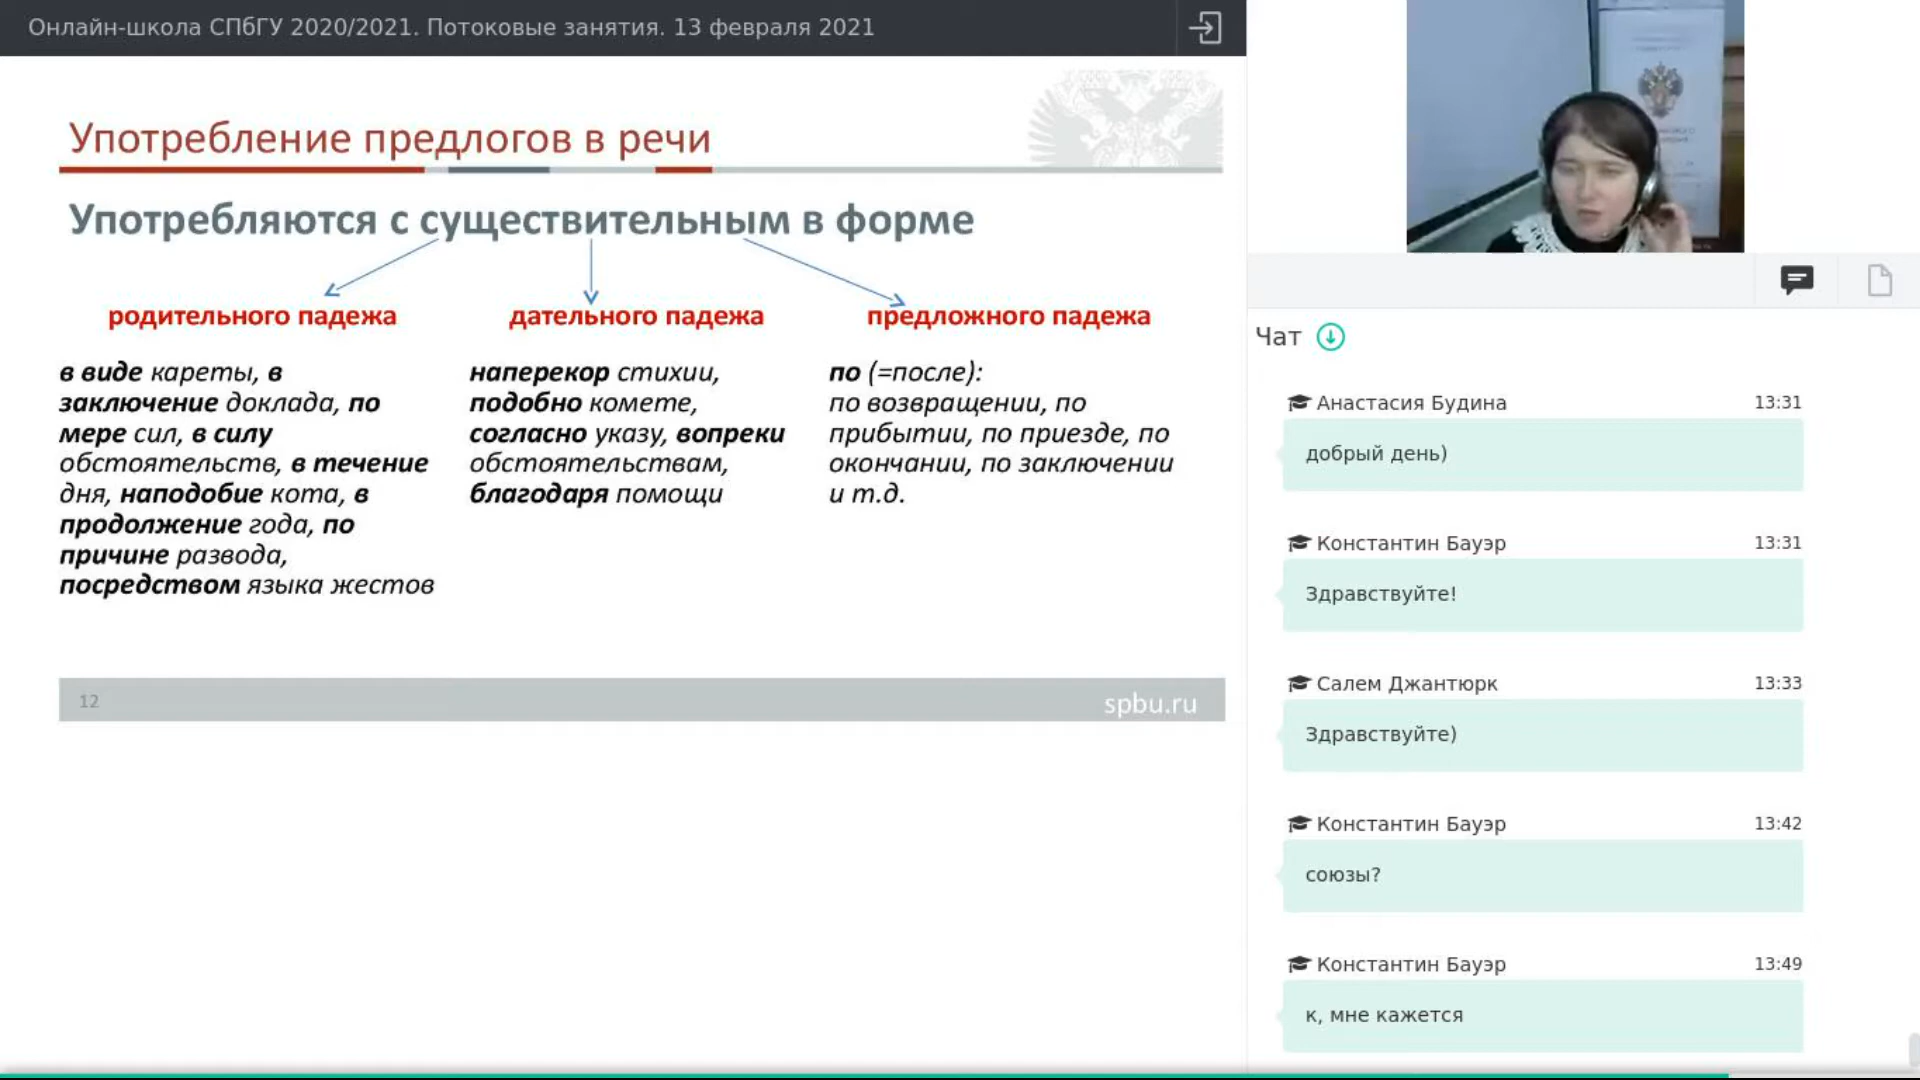 Онлайн-школа СПбГУ 2020/2021. Потоковые занятия. 13 февраля 2021
Употребление предлогов в речи
Употребляются с существительным в форме
родительного падежа
в виде кареты, в
заключение доклада, по
мере сил, в силу
обстоятельств, в течение
дня, наподобие кота, в
продолжение года, по
причине развода,
посредством языка жестов
дательного падежа
наперекор стихии,
подобно комете,
согласно указу, вопреки
обстоятельствам,
благодаря помощи
предложного падежа
по (=после):
по возвращении, по
прибытии, по приезде, по
окончании, по заключении
и т.д.
12
spbu.ru
Чат
Анастасия Будина 13:31
добрый день)
Константин Бауэр 13:31
Здравствуйте!
Салем Джантюрк 13:33
Здравствуйте)
Константин Бауэр 13:42
союзы?
Константин Бауэр 13:49
к, мне кажется